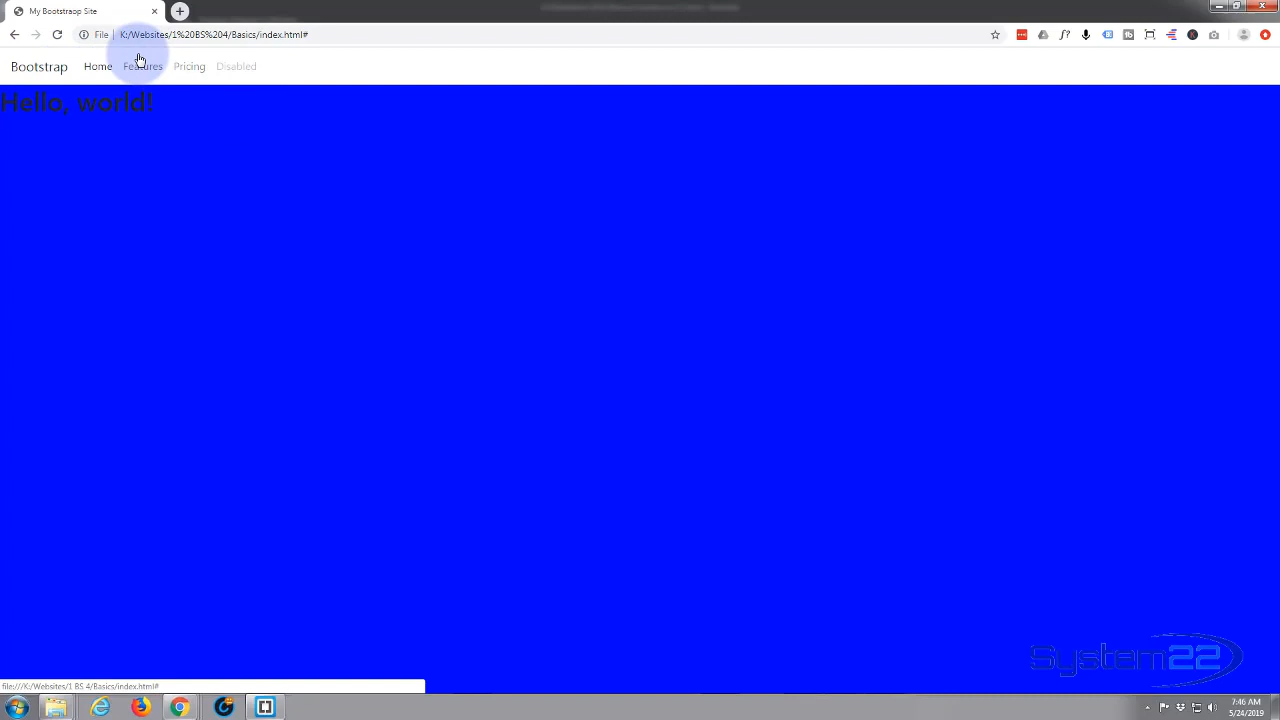 My Bootstraop Site
File
K:/Websites/1%20BS%204/Basics/index.html#
Bootstrap Home Features Pricing Disabled
Hello, world!
System22
file:///K:/Websites/1 BS 4/Basics/index.html#
7:46 AM
5/24/2019